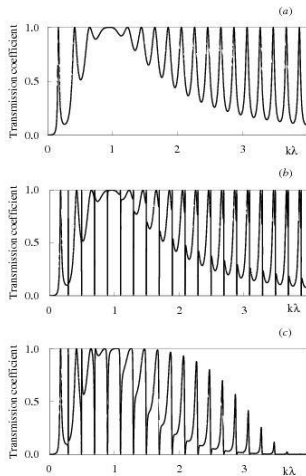 (a)
Transmission coefficient
1.0
0.5
0.0
0 1 2 3 kλ
(b)
Transmission coefficient
1.0
0.5
0.0
0 1 2 3 kλ
(c)
Transmission coefficient
1.0
0.5
0.0
0 1 2 3 kλ